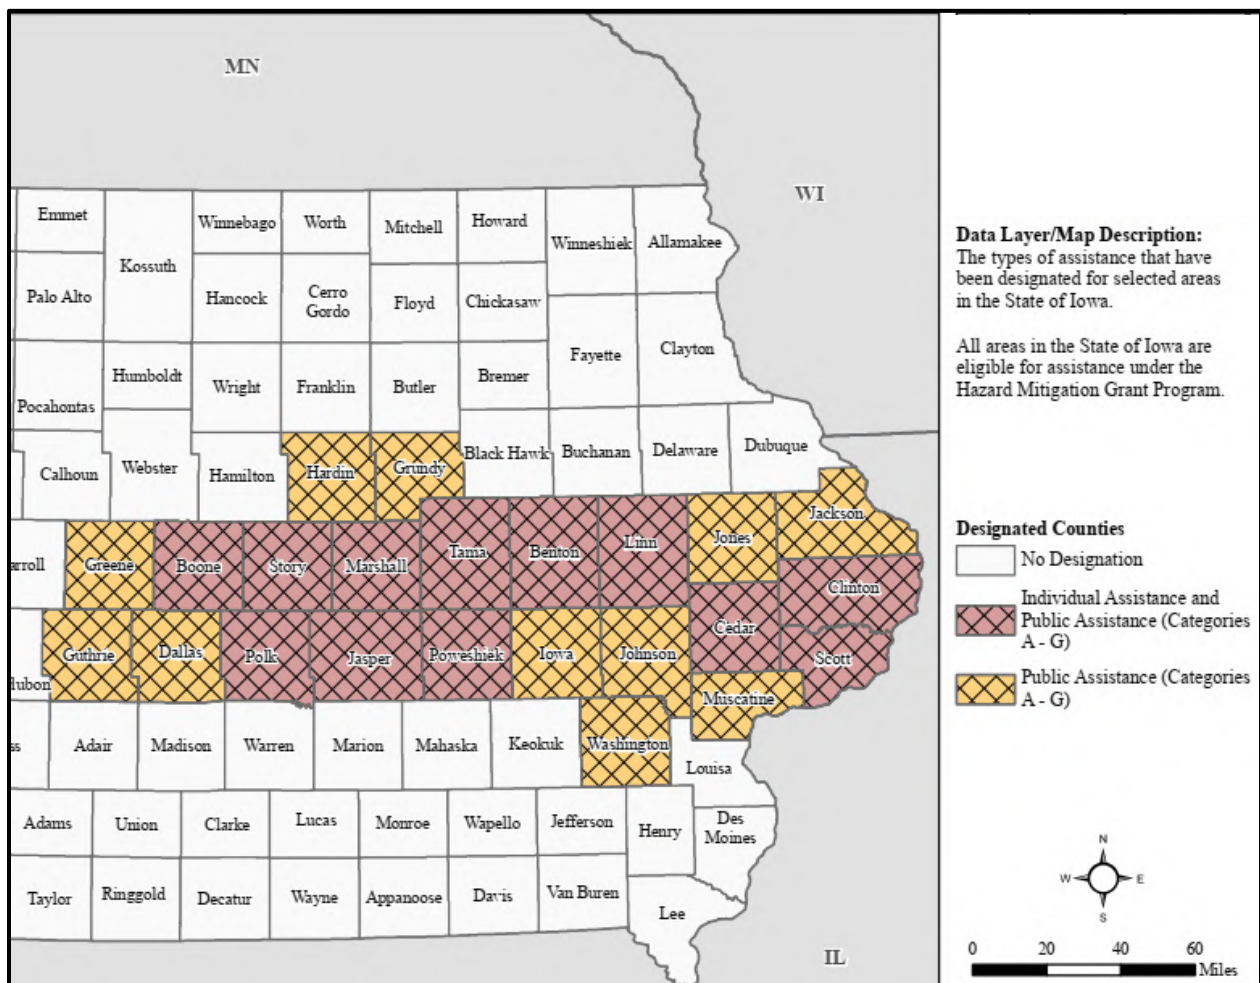 MN
WI
Emmet
Winnebago
Worth
Mitchell
Howard
Winneshiek
Allamakee
Kossuth
Palo Alto
Hancock
Cerro
Gordo
Floyd
Chickasaw
Fayette
Clayton
Humboldt
Wright
Franklin
Butler
Bremer
Pocahontas
Calhoun
Webster
Hamilton
Hardin
Grundy
Black Hawk
Buchanan
Delaware
Dubuque
arroll
Greene
Boone
Story
Marshall
Tama
Benton
Linn
Jones
Jackson
Clinton
Cedar
Scott
dubon
Guthrie
Dallas
Polk
Jasper
Poweshiek
Iowa
Johnson
Muscatine
ss
Adair
Madison
Warren
Marion
Mahaska
Keokuk
Washington
Louisa
Adams
Union
Clarke
Lucas
Monroe
Wapello
Jefferson
Henry
Des
Moines
Taylor
Ringgold
Decatur
Wayne
Appanoose
Davis
Van Buren
Lee
IL
Data Layer/Map Description:
The types of assistance that have
been designated for selected areas
in the State of Iowa.
All areas in the State of Iowa are
eligible for assistance under the
Hazard Mitigation Grant Program.
Designated Counties
No Designation
Individual Assistance and
Public Assistance (Categories
A - G)
Public Assistance (Categories
A - G)
N
W E
S
0 20 40 60
Miles